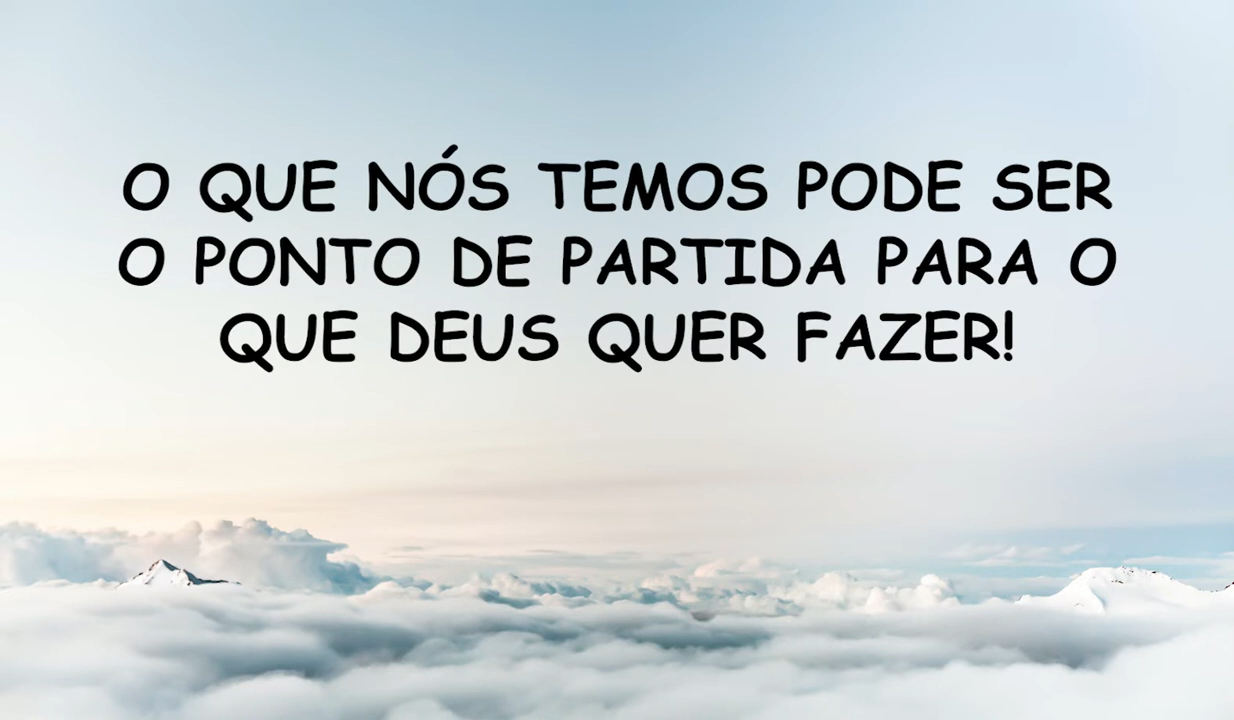 O QUE NÓS TEMOS PODE SER
O PONTO DE PARTIDA PARA O
QUE DEUS QUER FAZER!